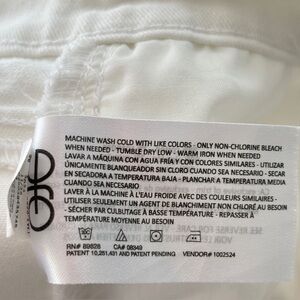 MACHINE WASH COLD WITH LIKE COLORS - ONLY NON-CHLORINE BLEACH
WHEN NEEDED - TUMBLE DRY LOW - WARM IRON WHEN NEEDED
LAVAR A MÁQUINA CON AGUA FRÍA Y CON COLORES SIMILARES - UTILIZAR
ÚNICAMENTE BLANQUEADOR SIN CLORO CUANDO SEA NECESARIO - SECAR
EN SECADORA A TEMPERATURA BAJA - PLANCHAR A TEMPERATURA MEDIA
CUANDO SEA NECESARIO
LAVER À LA MACHINE À L'EAU FROIDE AVEC DES COULEURS SIMILAIRES -
UTILISER SEULEMENT UN AGENT DE BLANCHIMENT NON CHLORÉ AU BESOIN
- SÉCHER PAR CULBUTAGE À BASSE TEMPÉRATURE - REPASSER À
TEMPÉRATURE MOYENNE AU BESOIN
RN# 89828 CA# 08349
PATENT 10,281,431 AND PATENT PENDING VENDOR# 1002524